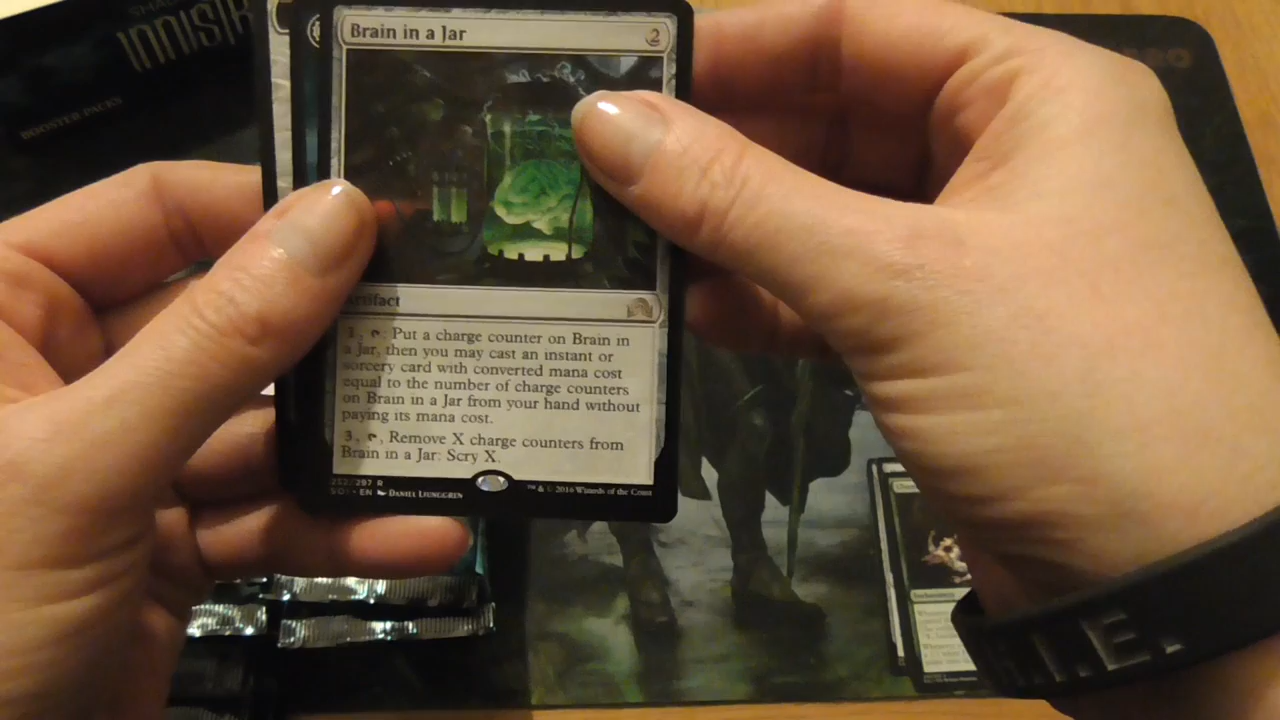 INNIST
BOOSTER PACKS
Brain in a Jar
2
Artifact
1, : Put a charge counter on Brain in
a Jar, then you may cast an instant or
sorcery card with converted mana cost
equal to the number of charge counters
on Brain in a Jar from your hand without
paying its mana cost.
3, , Remove X charge counters from
Brain in a Jar: Scry X.
252/297 R
SOI • EN DANIEL LJUNGGREN
™ & © 2016 Wizards of the Coast
.I.E.